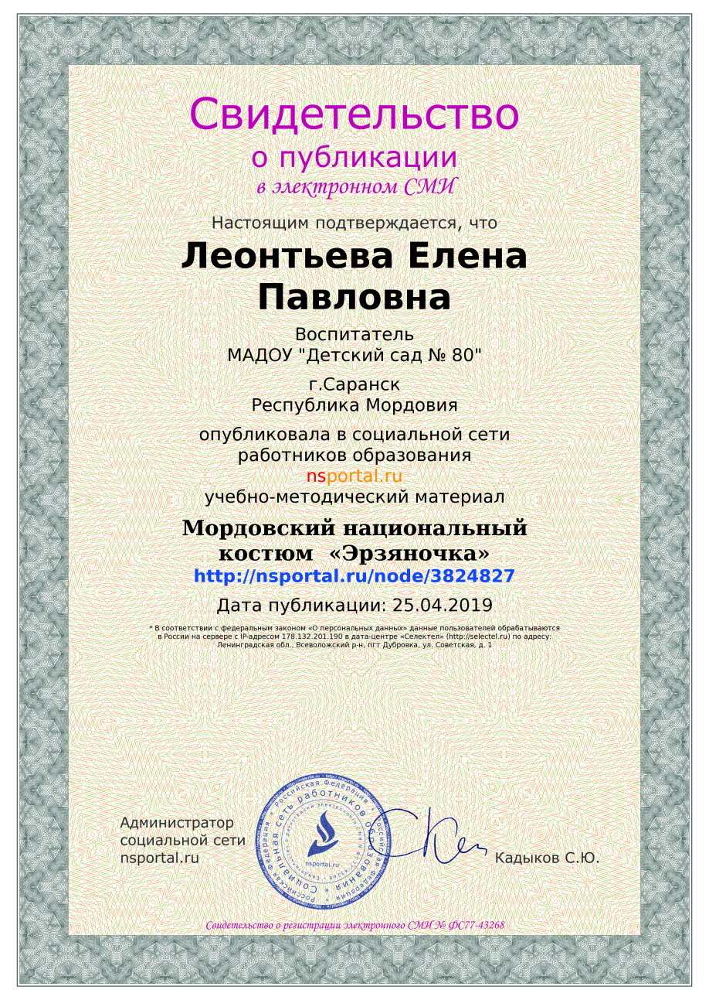 Свидетельство
о публикации
в электронном СМИ
Настоящим подтверждается, что
Леонтьева Елена
Павловна
Воспитатель
МАДОУ "Детский сад № 80"
г.Саранск
Республика Мордовия
опубликовала в социальной сети
работников образования
nsportal.ru
учебно-методический материал
Мордовский национальный
костюм «Эрзяночка»
http://nsportal.ru/node/3824827
Дата публикации: 25.04.2019
* В соответствии с федеральным законом «О персональных данных» данные пользователей обрабатываются
в России на сервере с IP-адресом 178.132.201.190 в дата-центре «Селектел» (http://selectel.ru) по адресу:
Ленинградская обл., Всеволожский р-н, пгт Дубровка, ул. Советская, д. 1
Администратор
социальной сети
nsportal.ru
Российская Федерация * Российская Федерация * Российская Федерация *
Социальная сеть работников образования *
nsportal.ru
Кадыков С.Ю.
Свидетельство о регистрации электронного СМИ № ФС77-43268